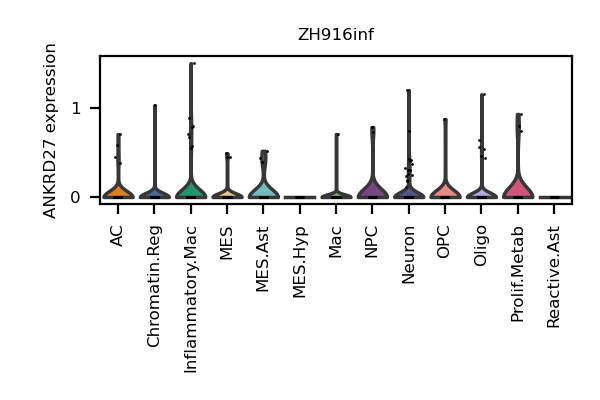 ZH916inf
ANKRD27 expression
1
0
AC
Chromatin.Reg
Inflammatory.Mac
MES
MES.Ast
MES.Hyp
Mac
NPC
Neuron
OPC
Oligo
Prolif.Metab
Reactive.Ast